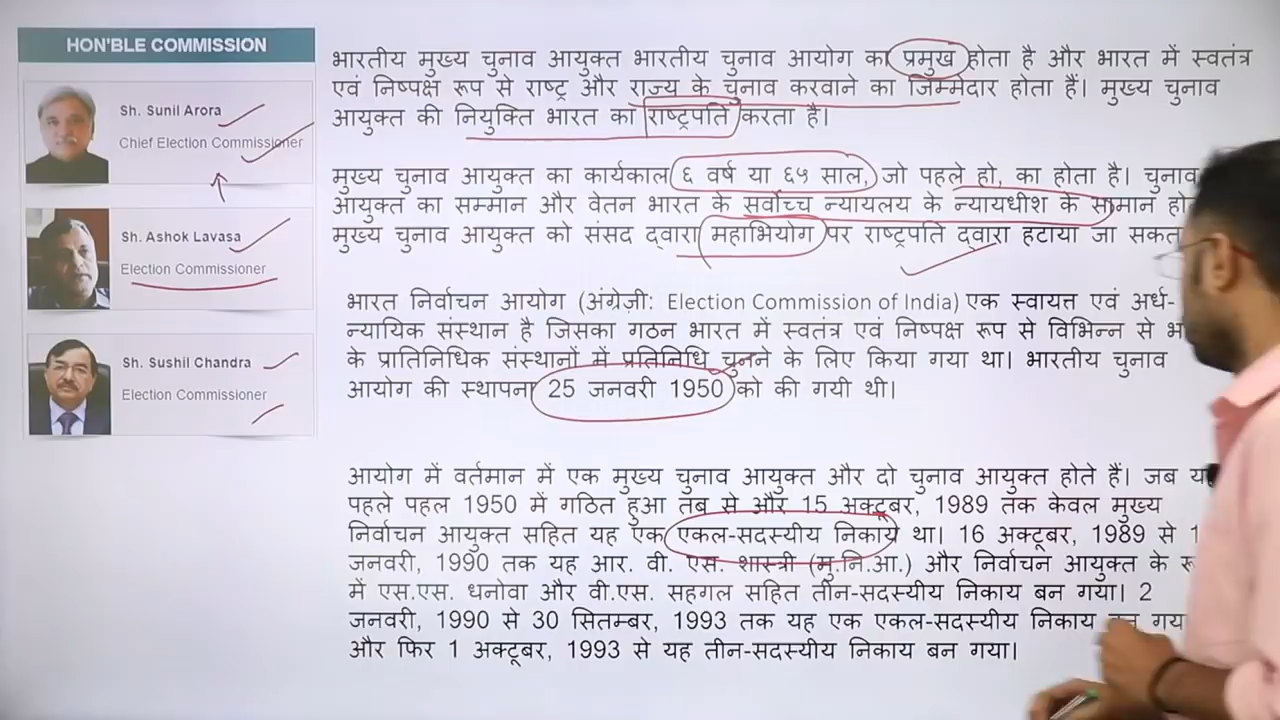 HON'BLE COMMISSION
Sh. Sunil Arora
Chief Election Commissioner
Sh. Ashok Lavasa
Election Commissioner
Sh. Sushil Chandra
Election Commissioner
भारतीय मुख्य चुनाव आयुक्त भारतीय चुनाव आयोग का प्रमुख होता है और भारत में स्वतंत्र
एवं निष्पक्ष रूप से राष्ट्र और राज्य के चुनाव करवाने का जिम्मेदार होता हैं। मुख्य चुनाव
आयुक्त की नियुक्ति भारत का राष्ट्रपति करता है।
मुख्य चुनाव आयुक्त का कार्यकाल ६ वर्ष या ६५ साल, जो पहले हो, का होता है। चुनाव
आयुक्त का सम्मान और वेतन भारत के सर्वोच्च न्यायलय के न्यायधीश के सामान हो
मुख्य चुनाव आयुक्त को संसद द्वारा महाभियोग पर राष्ट्रपति द्वारा हटाया जा सकत
भारत निर्वाचन आयोग (अंग्रेज़ी: Election Commission of India) एक स्वायत्त एवं अर्ध-
न्यायिक संस्थान है जिसका गठन भारत में स्वतंत्र एवं निष्पक्ष रूप से विभिन्न से
के प्रातिनिधिक संस्थानों में प्रतिनिधि चुनने के लिए किया गया था। भारतीय चुनाव
आयोग की स्थापना 25 जनवरी 1950 को की गयी थी।
आयोग में वर्तमान में एक मुख्य चुनाव आयुक्त और दो चुनाव आयुक्त होते हैं। जब
पहले पहल 1950 में गठित हुआ तब से और 15 अक्टूबर, 1989 तक केवल मुख्य
निर्वाचन आयुक्त सहित यह एक एकल-सदस्यीय निकाय था। 16 अक्टूबर, 1989 से 1
जनवरी, 1990 तक यह आर. वी. एस. शास्त्री (मु.नि.आ.) और निर्वाचन आयुक्त के
में एस.एस. धनोवा और वी.एस. सहगल सहित तीन-सदस्यीय निकाय बन गया। 2
जनवरी, 1990 से 30 सितम्बर, 1993 तक यह एक एकल-सदस्यीय निकाय बन गय
और फिर 1 अक्टूबर, 1993 से यह तीन-सदस्यीय निकाय बन गया।